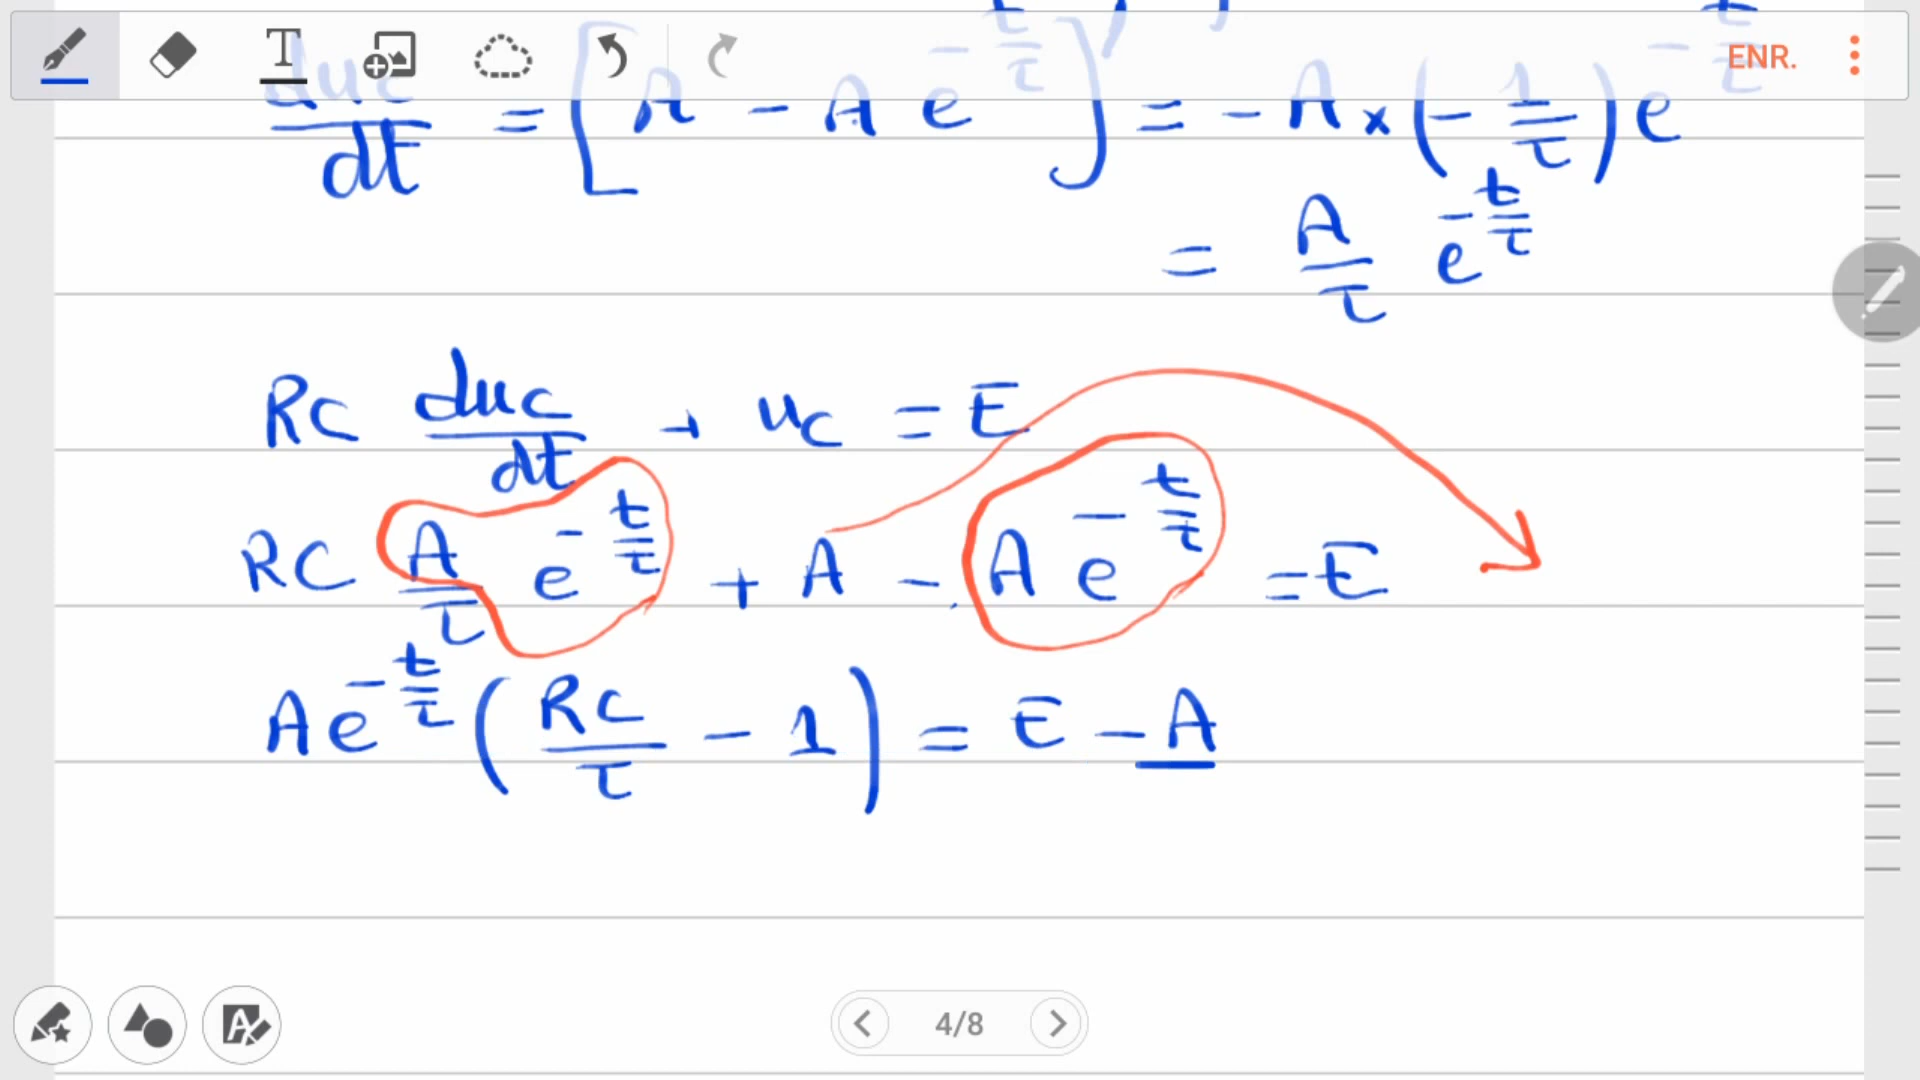 T ENR.
duc/dt = [A - A e^(-t/τ)]' = - A × (- 1/τ) e^(-t/τ)
= A/τ e^(-t/τ)
RC duc/dt + uc = E
RC A/τ e^(-t/τ) + A - A e^(-t/τ) = E
A e^(-t/τ) (RC/τ - 1) = E - A
4/8